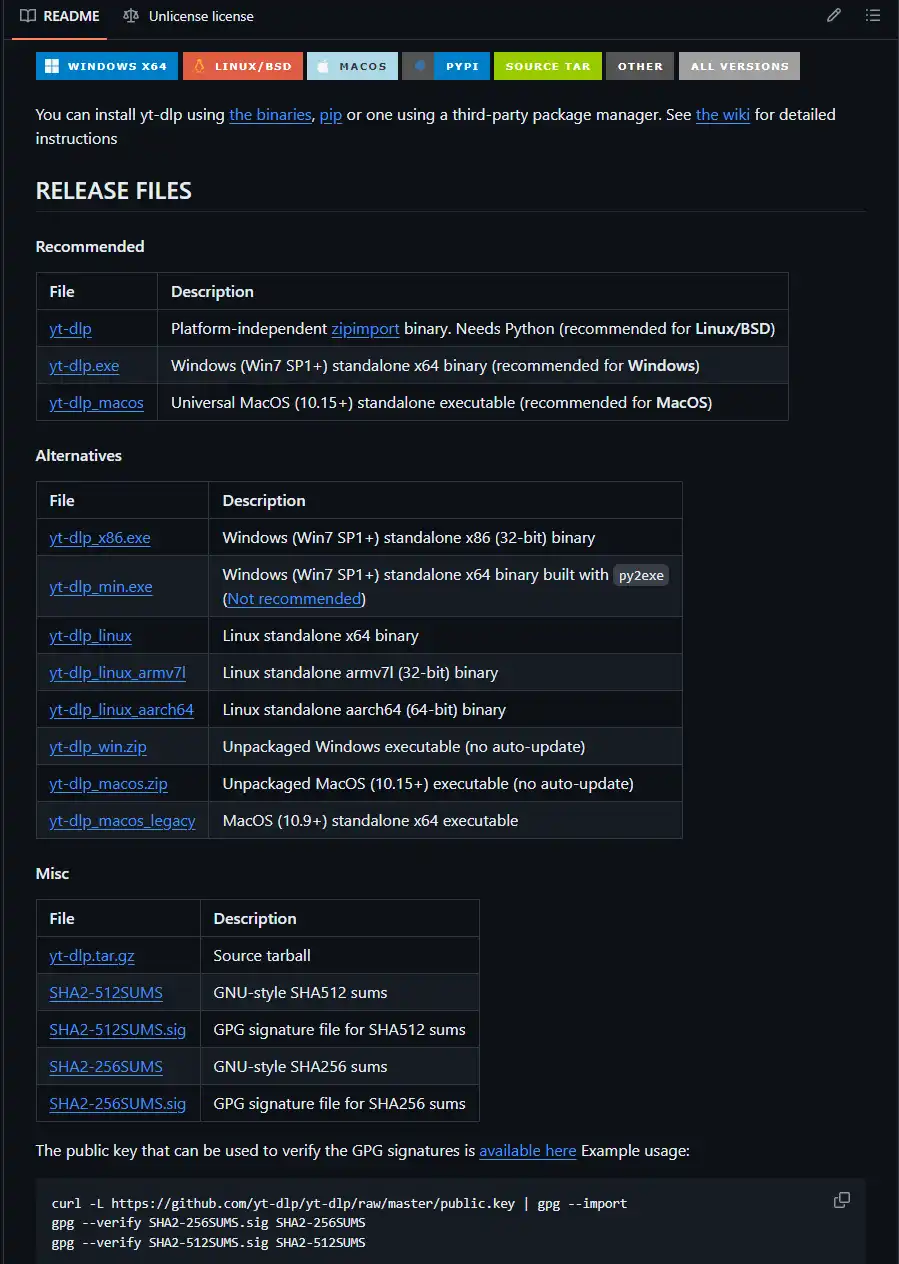 README Unlicense license
WINDOWS X64 LINUX/BSD MACOS PYPI SOURCE TAR OTHER ALL VERSIONS
You can install yt-dlp using the binaries, pip or one using a third-party package manager. See the wiki for detailed
instructions
RELEASE FILES
Recommended
File Description
yt-dlp Platform-independent zipimport binary. Needs Python (recommended for Linux/BSD)
yt-dlp.exe Windows (Win7 SP1+) standalone x64 binary (recommended for Windows)
yt-dlp_macos Universal MacOS (10.15+) standalone executable (recommended for MacOS)
Alternatives
File Description
yt-dlp_x86.exe Windows (Win7 SP1+) standalone x86 (32-bit) binary
yt-dlp_min.exe Windows (Win7 SP1+) standalone x64 binary built with py2exe
(Not recommended)
yt-dlp_linux Linux standalone x64 binary
yt-dlp_linux_armv7l Linux standalone armv7l (32-bit) binary
yt-dlp_linux_aarch64 Linux standalone aarch64 (64-bit) binary
yt-dlp_win.zip Unpackaged Windows executable (no auto-update)
yt-dlp_macos.zip Unpackaged MacOS (10.15+) executable (no auto-update)
yt-dlp_macos_legacy MacOS (10.9+) standalone x64 executable
Misc
File Description
yt-dlp.tar.gz Source tarball
SHA2-512SUMS GNU-style SHA512 sums
SHA2-512SUMS.sig GPG signature file for SHA512 sums
SHA2-256SUMS GNU-style SHA256 sums
SHA2-256SUMS.sig GPG signature file for SHA256 sums
The public key that can be used to verify the GPG signatures is available here Example usage:
curl -L https://github.com/yt-dlp/yt-dlp/raw/master/public.key | gpg --import
gpg --verify SHA2-256SUMS.sig SHA2-256SUMS
gpg --verify SHA2-512SUMS.sig SHA2-512SUMS